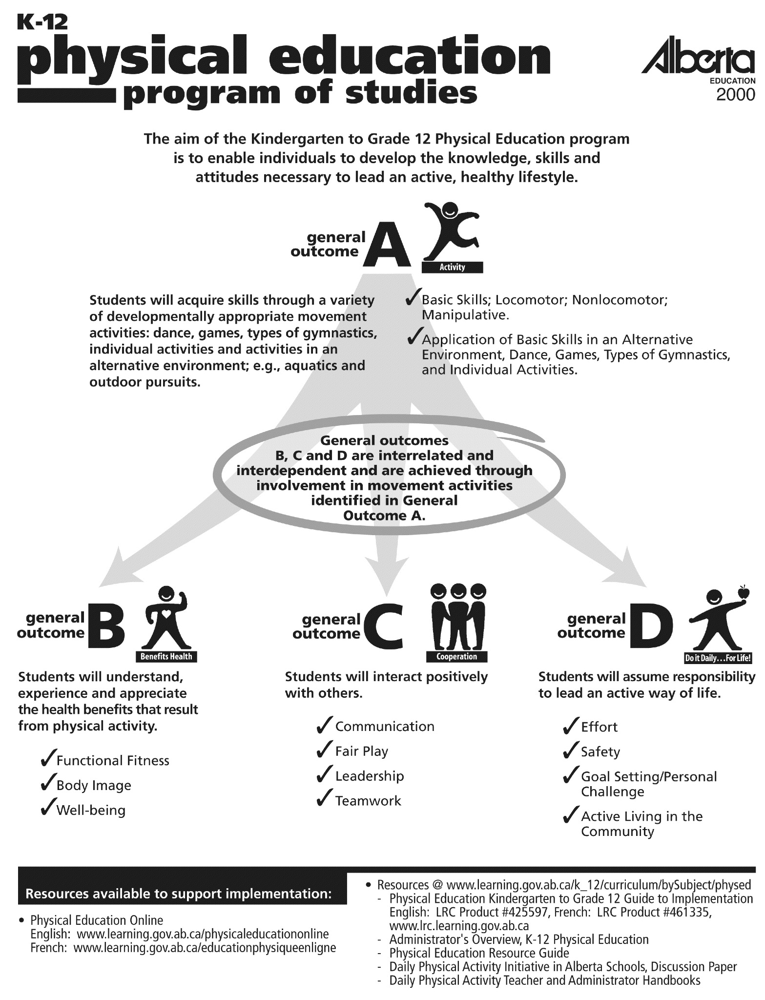 K-12
physical education
program of studies
Alberta
EDUCATION
2000
The aim of the Kindergarten to Grade 12 Physical Education program
is to enable individuals to develop the knowledge, skills and
attitudes necessary to lead an active, healthy lifestyle.
general
outcome
A
Activity
Students will acquire skills through a variety
of developmentally appropriate movement
activities: dance, games, types of gymnastics,
individual activities and activities in an
alternative environment; e.g., aquatics and
outdoor pursuits.
✓ Basic Skills; Locomotor; Nonlocomotor;
Manipulative.
✓ Application of Basic Skills in an Alternative
Environment, Dance, Games, Types of Gymnastics,
and Individual Activities.
General outcomes
B, C and D are interrelated and
interdependent and are achieved through
involvement in movement activities
identified in General
Outcome A.
general
outcome
B
Benefits Health
Students will understand,
experience and appreciate
the health benefits that result
from physical activity.
✓ Functional Fitness
✓ Body Image
✓ Well-being
general
outcome
C
Cooperation
Students will interact positively
with others.
✓ Communication
✓ Fair Play
✓ Leadership
✓ Teamwork
general
outcome
D
Do it Daily...For Life!
Students will assume responsibility
to lead an active way of life.
✓ Effort
✓ Safety
✓ Goal Setting/Personal
Challenge
✓ Active Living in the
Community
Resources available to support implementation:
• Physical Education Online
English: www.learning.gov.ab.ca/physicaleducationonline
French: www.learning.gov.ab.ca/educationphysiqueenligne
• Resources @ www.learning.gov.ab.ca/k_12/curriculum/bySubject/physed
- Physical Education Kindergarten to Grade 12 Guide to Implementation
English: LRC Product #425597, French: LRC Product #461335,
www.lrc.learning.gov.ab.ca
- Administrator's Overview, K-12 Physical Education
- Physical Education Resource Guide
- Daily Physical Activity Initiative in Alberta Schools, Discussion Paper
- Daily Physical Activity Teacher and Administrator Handbooks